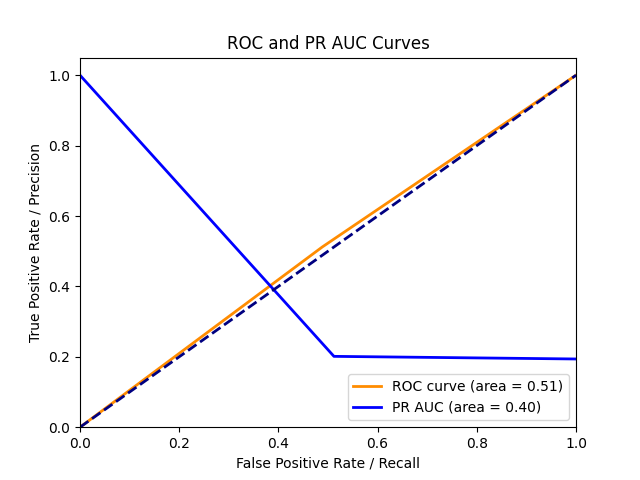 ROC and PR AUC Curves
True Positive Rate / Precision
1.0
0.8
0.6
0.4
0.2
0.0
ROC curve (area = 0.51)
PR AUC (area = 0.40)
0.0 0.2 0.4 0.6 0.8 1.0
False Positive Rate / Recall